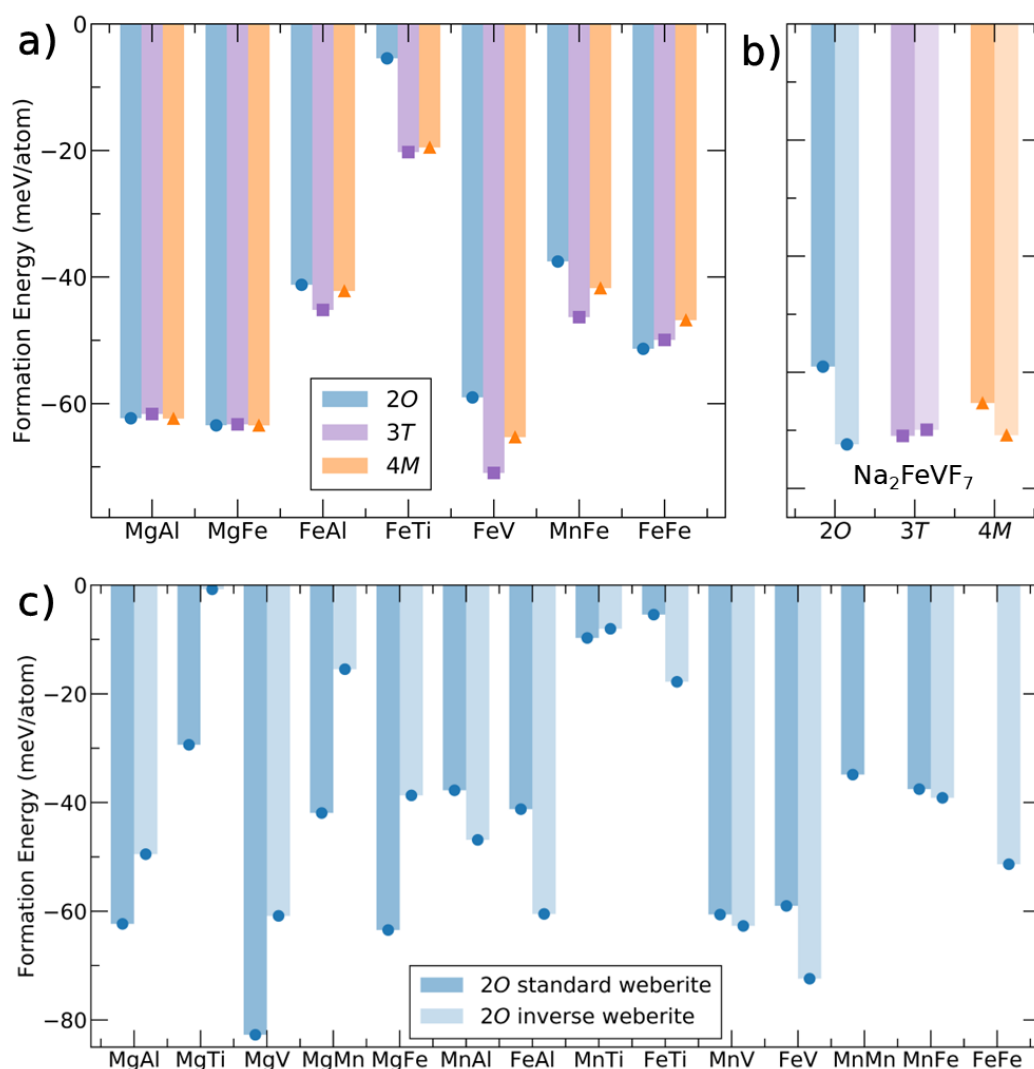 a)
b)
0
−20
−40
−60
Formation Energy (meV/atom)
2O
3T
4M
MgAl MgFe FeAl FeTi FeV MnFe FeFe
Na₂FeVF₇
2O 3T 4M
c)
0
−20
−40
−60
−80
Formation Energy (meV/atom)
2O standard weberite
2O inverse weberite
MgAl MgTi MgV MgMn MgFe MnAl FeAl MnTi FeTi MnV FeV MnMn MnFe FeFe